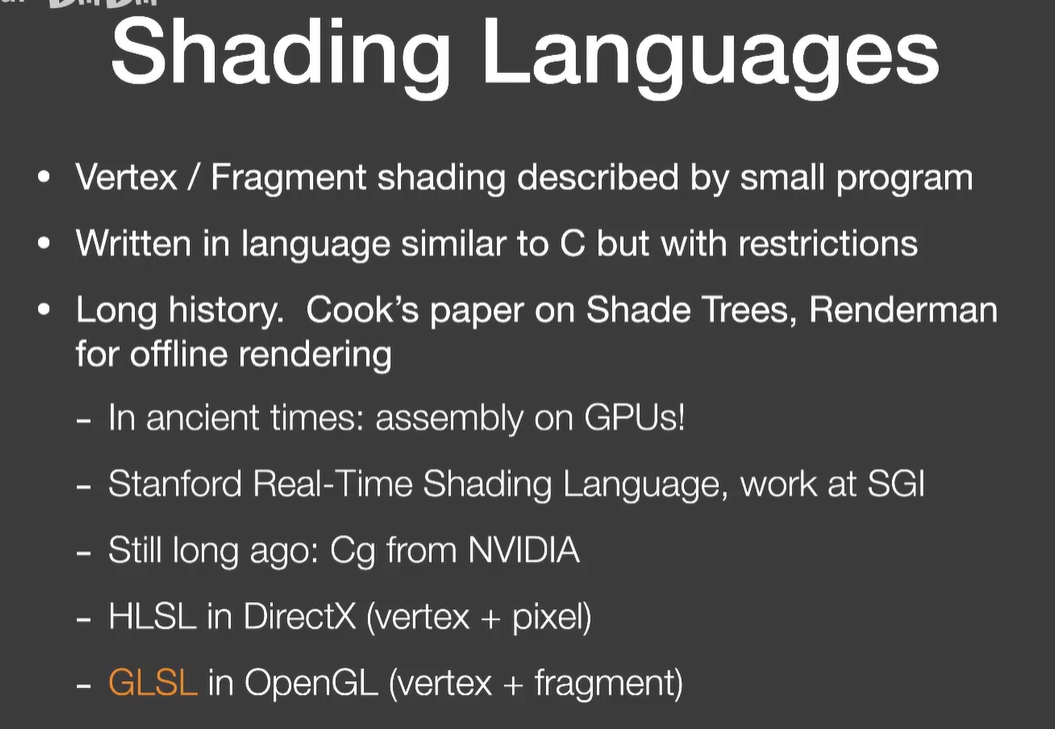 Shading Languages
• Vertex / Fragment shading described by small program
• Written in language similar to C but with restrictions
• Long history. Cook's paper on Shade Trees, Renderman
for offline rendering
- In ancient times: assembly on GPUs!
- Stanford Real-Time Shading Language, work at SGI
- Still long ago: Cg from NVIDIA
- HLSL in DirectX (vertex + pixel)
- GLSL in OpenGL (vertex + fragment)